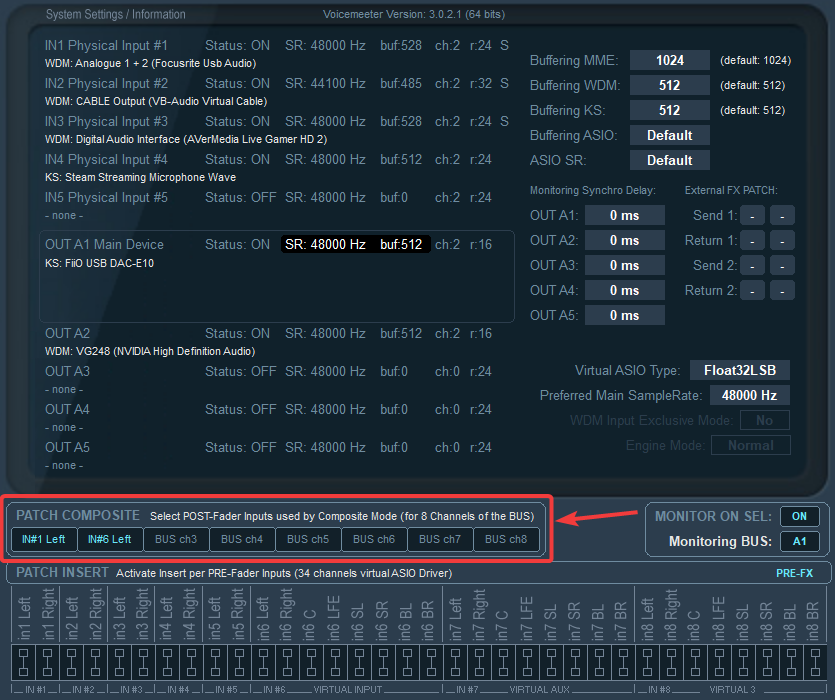 System Settings / Information Voicemeeter Version: 3.0.2.1 (64 bits)
IN1 Physical Input #1 Status: ON SR: 48000 Hz buf:528 ch:2 r:24 S
WDM: Analogue 1 + 2 (Focusrite Usb Audio)
IN2 Physical Input #2 Status: ON SR: 44100 Hz buf:485 ch:2 r:32 S
WDM: CABLE Output (VB-Audio Virtual Cable)
IN3 Physical Input #3 Status: ON SR: 48000 Hz buf:528 ch:2 r:24 S
WDM: Digital Audio Interface (AVerMedia Live Gamer HD 2)
IN4 Physical Input #4 Status: ON SR: 48000 Hz buf:512 ch:2 r:24
KS: Steam Streaming Microphone Wave
IN5 Physical Input #5 Status: OFF SR: 48000 Hz buf:0 ch:2 r:24
- none -
OUT A1 Main Device Status: ON SR: 48000 Hz buf:512 ch:2 r:16
KS: FiiO USB DAC-E10
OUT A2 Status: ON SR: 48000 Hz buf:512 ch:2 r:16
WDM: VG248 (NVIDIA High Definition Audio)
OUT A3 Status: OFF SR: 48000 Hz buf:0 ch:0 r:24
- none -
OUT A4 Status: OFF SR: 48000 Hz buf:0 ch:0 r:24
- none -
OUT A5 Status: OFF SR: 48000 Hz buf:0 ch:0 r:24
- none -
Buffering MME: 1024 (default: 1024)
Buffering WDM: 512 (default: 512)
Buffering KS: 512 (default: 512)
Buffering ASIO: Default
ASIO SR: Default
Monitoring Synchro Delay: External FX PATCH:
OUT A1: 0 ms Send 1: - -
OUT A2: 0 ms Return 1: - -
OUT A3: 0 ms Send 2: - -
OUT A4: 0 ms Return 2: - -
OUT A5: 0 ms
Virtual ASIO Type: Float32LSB
Preferred Main SampleRate: 48000 Hz
WDM Input Exclusive Mode: No
Engine Mode: Normal
PATCH COMPOSITE Select POST-Fader Inputs used by Composite Mode (for 8 Channels of the BUS)
IN#1 Left IN#6 Left BUS ch3 BUS ch4 BUS ch5 BUS ch6 BUS ch7 BUS ch8
MONITOR ON SEL: ON
Monitoring BUS: A1
PATCH INSERT Activate Insert per PRE-Fader Inputs (34 channels virtual ASIO Driver) PRE-FX
in1 Left in1 Right in2 Left in2 Right in3 Left in3 Right in4 Left in4 Right in5 Left in5 Right in6 Left in6 Right in6 C in6 LFE in6 SL in6 SR in6 BL in6 BR in7 Left in7 Right in7 C in7 LFE in7 SL in7 SR in7 BL in7 BR in8 Left in8 Right in8 C in8 LFE in8 SL in8 SR in8 BL in8 BR
IN #1 IN #2 IN #3 IN #4 IN #5 IN #6 VIRTUAL INPUT IN #7 VIRTUAL AUX IN #8 VIRTUAL 3